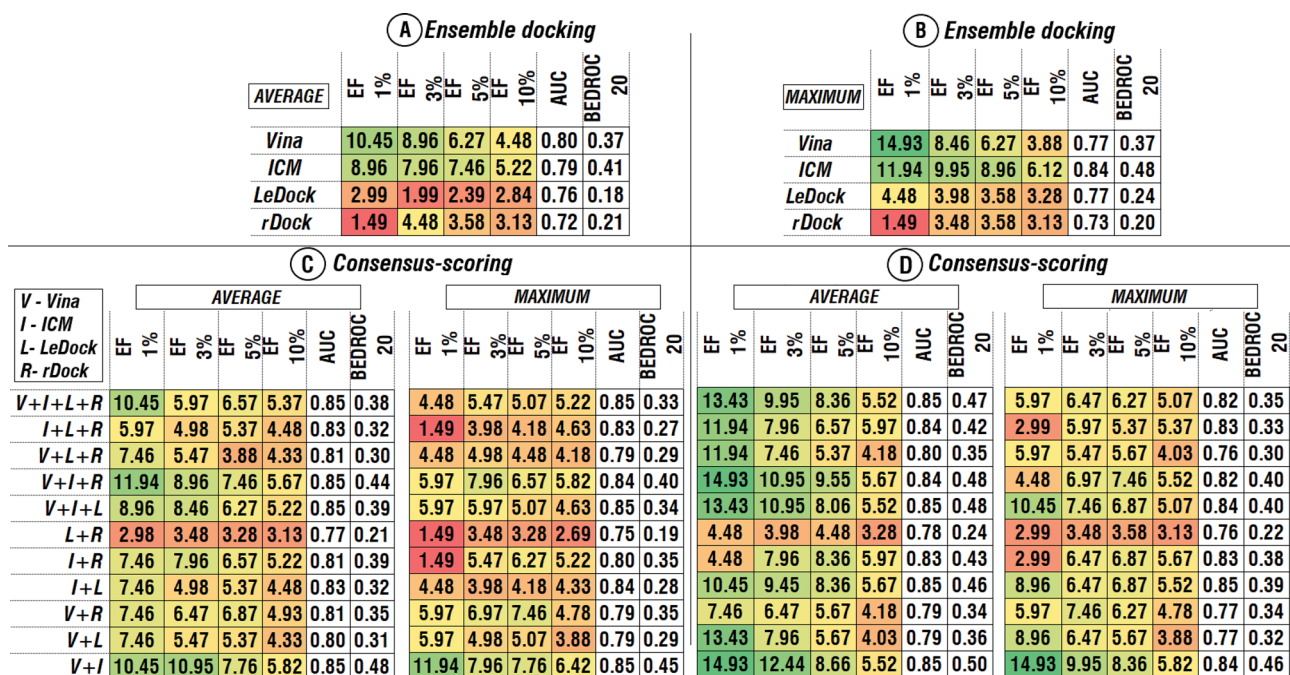 A Ensemble docking
AVERAGE EF 1% EF 3% EF 5% EF 10% AUC BEDROC 20
Vina 10.45 8.96 6.27 4.48 0.80 0.37
ICM 8.96 7.96 7.46 5.22 0.79 0.41
LeDock 2.99 1.99 2.39 2.84 0.76 0.18
rDock 1.49 4.48 3.58 3.13 0.72 0.21
B Ensemble docking
MAXIMUM EF 1% EF 3% EF 5% EF 10% AUC BEDROC 20
Vina 14.93 8.46 6.27 3.88 0.77 0.37
ICM 11.94 9.95 8.96 6.12 0.84 0.48
LeDock 4.48 3.98 3.58 3.28 0.77 0.24
rDock 1.49 3.48 3.58 3.13 0.73 0.20
C Consensus-scoring
D Consensus-scoring
V - Vina
I - ICM
L- LeDock
R- rDock
AVERAGE MAXIMUM AVERAGE MAXIMUM
EF 1% EF 3% EF 5% EF 10% AUC BEDROC 20 EF 1% EF 3% EF 5% EF 10% AUC BEDROC 20 EF 1% EF 3% EF 5% EF 10% AUC BEDROC 20 EF 1% EF 3% EF 5% EF 10% AUC BEDROC 20
V+I+L+R 10.45 5.97 6.57 5.37 0.85 0.38 4.48 5.47 5.07 5.22 0.85 0.33 13.43 9.95 8.36 5.52 0.85 0.47 5.97 6.47 6.27 5.07 0.82 0.35
I+L+R 5.97 4.98 5.37 4.48 0.83 0.32 1.49 3.98 4.18 4.63 0.83 0.27 11.94 7.96 6.57 5.97 0.84 0.42 2.99 5.97 5.37 5.37 0.83 0.33
V+L+R 7.46 5.47 3.88 4.33 0.81 0.30 4.48 4.98 4.48 4.18 0.79 0.29 11.94 7.46 5.37 4.18 0.80 0.35 5.97 5.47 5.67 4.03 0.76 0.30
V+I+R 11.94 8.96 7.46 5.67 0.85 0.44 5.97 7.96 6.57 5.82 0.84 0.40 14.93 10.95 9.55 5.67 0.84 0.48 4.48 6.97 7.46 5.52 0.82 0.40
V+I+L 8.96 8.46 6.27 5.22 0.85 0.39 5.97 5.97 5.07 4.63 0.85 0.34 13.43 10.95 8.06 5.52 0.85 0.48 10.45 7.46 6.87 5.07 0.84 0.40
L+R 2.98 3.48 3.28 3.13 0.77 0.21 1.49 3.48 3.28 2.69 0.75 0.19 4.48 3.98 4.48 3.28 0.78 0.24 2.99 3.48 3.58 3.13 0.76 0.22
I+R 7.46 7.96 6.57 5.22 0.81 0.39 1.49 5.47 6.27 5.22 0.80 0.35 4.48 7.96 8.36 5.97 0.83 0.43 2.99 6.47 6.87 5.67 0.83 0.38
I+L 7.46 4.98 5.37 4.48 0.83 0.32 4.48 3.98 4.18 4.33 0.84 0.28 10.45 9.45 8.36 5.67 0.85 0.46 8.96 6.47 6.87 5.52 0.85 0.39
V+R 7.46 6.47 6.87 4.93 0.81 0.35 5.97 6.97 7.46 4.78 0.79 0.35 7.46 6.47 5.67 4.18 0.79 0.34 5.97 7.46 6.27 4.78 0.77 0.34
V+L 7.46 5.47 5.37 4.33 0.80 0.31 5.97 4.98 5.07 3.88 0.79 0.29 13.43 7.96 5.67 4.03 0.79 0.36 8.96 6.47 5.67 3.88 0.77 0.32
V+I 10.45 10.95 7.76 5.82 0.85 0.48 11.94 7.96 7.76 6.42 0.85 0.45 14.93 12.44 8.66 5.52 0.85 0.50 14.93 9.95 8.36 5.82 0.84 0.46